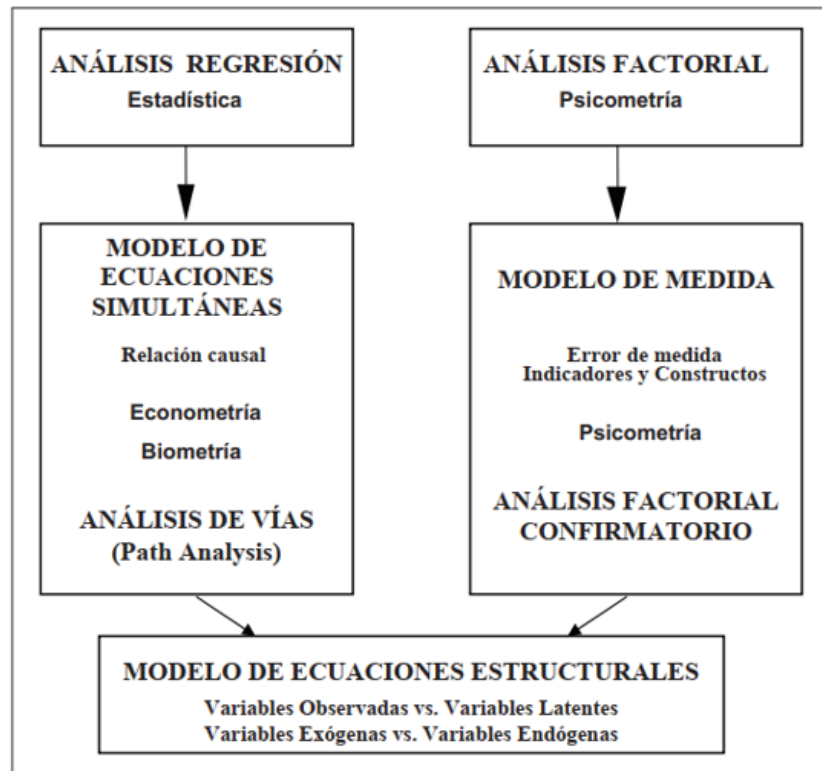 ANÁLISIS REGRESIÓN
Estadística
ANÁLISIS FACTORIAL
Psicometría
MODELO DE
ECUACIONES
SIMULTÁNEAS
Relación causal
Econometría
Biometría
ANÁLISIS DE VÍAS
(Path Analysis)
MODELO DE MEDIDA
Error de medida
Indicadores y Constructos
Psicometría
ANÁLISIS FACTORIAL
CONFIRMATORIO
MODELO DE ECUACIONES ESTRUCTURALES
Variables Observadas vs. Variables Latentes
Variables Exógenas vs. Variables Endógenas